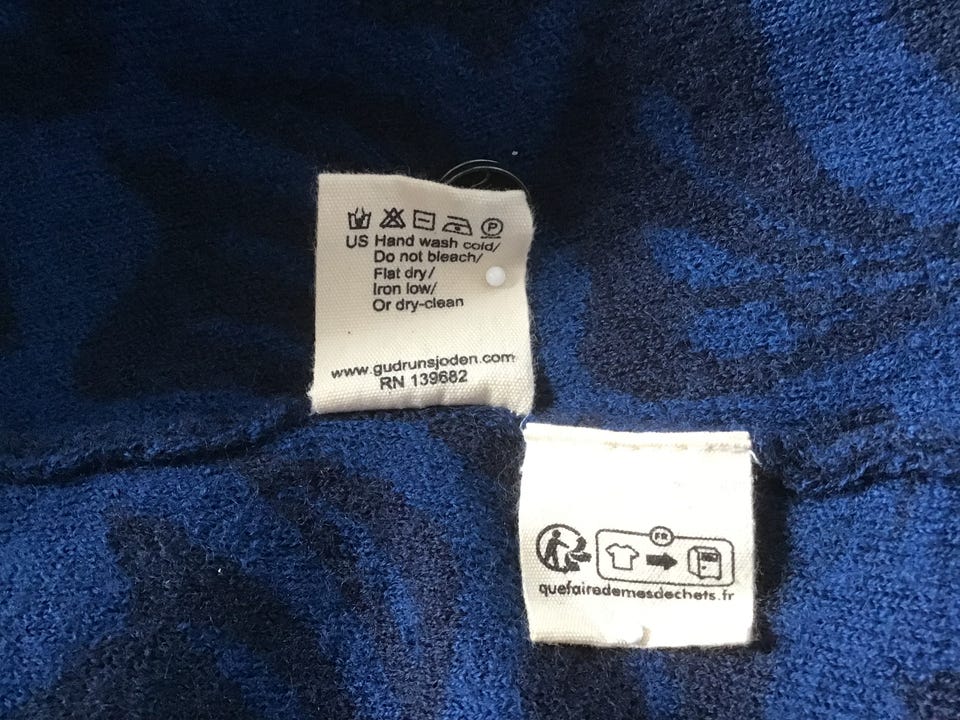 P
US Hand wash cold/
Do not bleach/
Flat dry/
Iron low/
Or dry-clean
www.gudrunsjoden.com
RN 139682
FR
quefairedemesdechets.fr